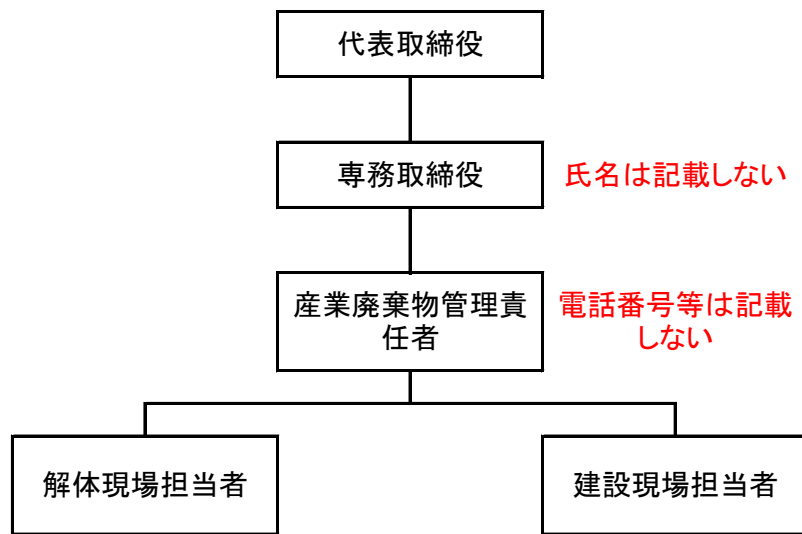 代表取締役
専務取締役
氏名は記載しない
産業廃棄物管理責
任者
電話番号等は記載
しない
解体現場担当者
建設現場担当者